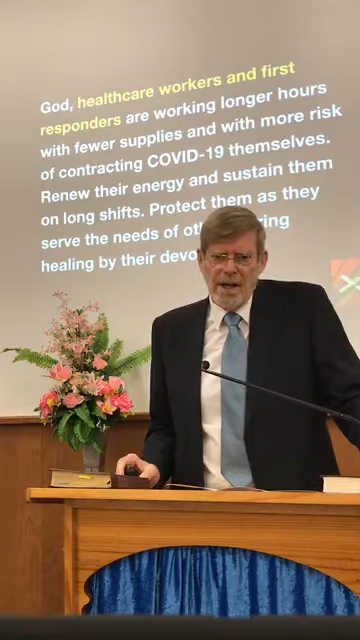 God, healthcare workers and first
responders are working longer hours
with fewer supplies and with more risk
of contracting COVID-19 themselves.
Renew their energy and sustain them
on long shifts. Protect them as they
serve the needs of
healing by their